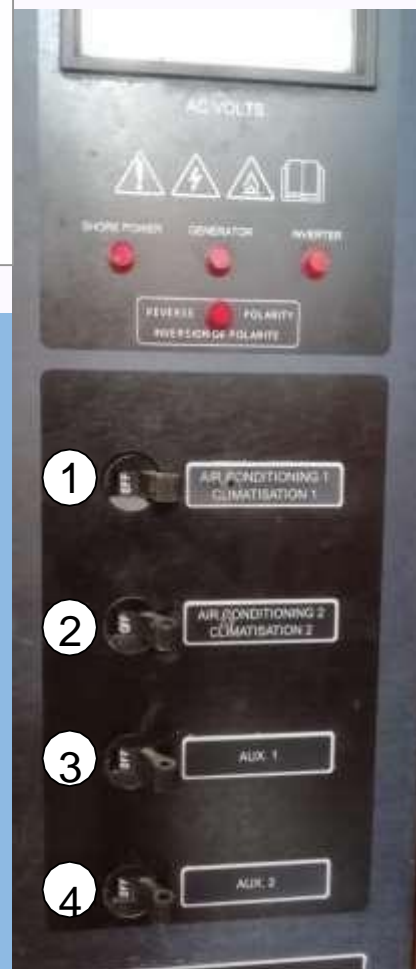 AC VOLTS
SHORE POWER GENERATOR INVERTER
REVERSE POLARITY
INVERSION DE POLARITE
1
OFF
AIR CONDITIONING 1
CLIMATISATION 1
2
OFF
AIR CONDITIONING 2
CLIMATISATION 2
3
OFF
AUX. 1
4
OFF
AUX. 2